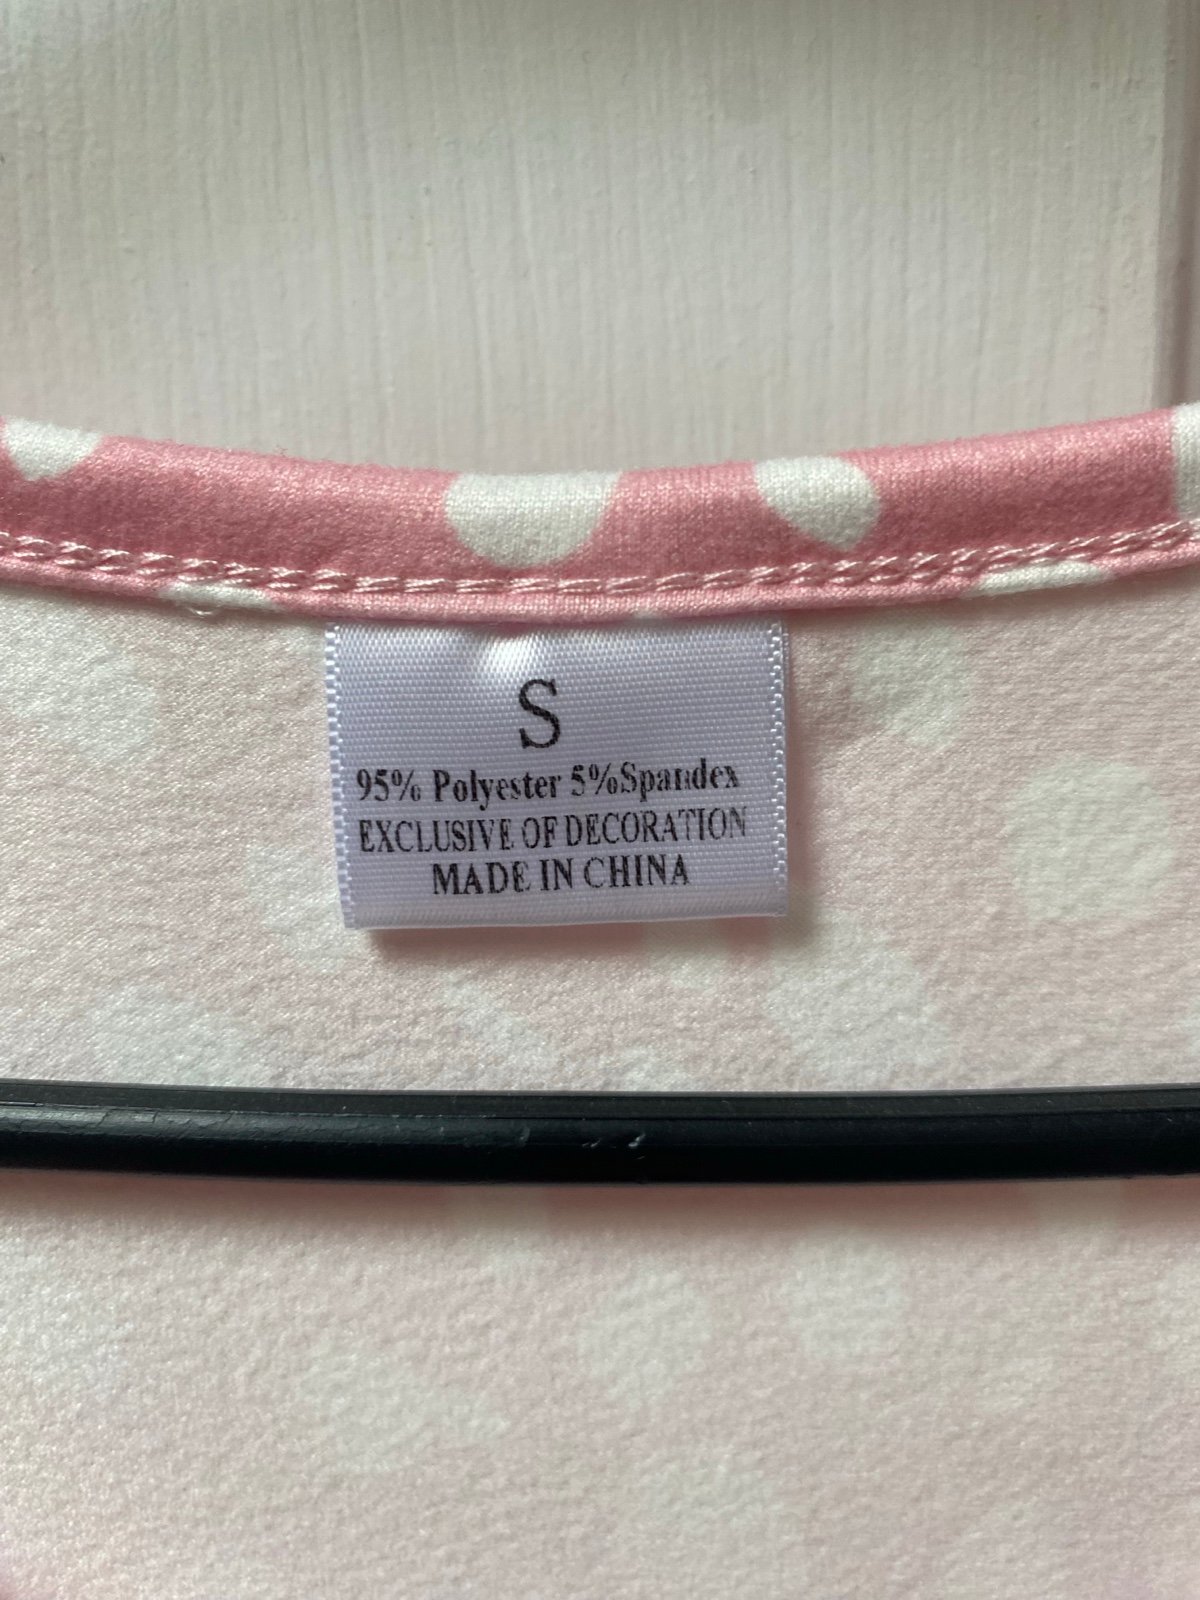 S
95% Polyester 5%Spandex
EXCLUSIVE OF DECORATION
MADE IN CHINA